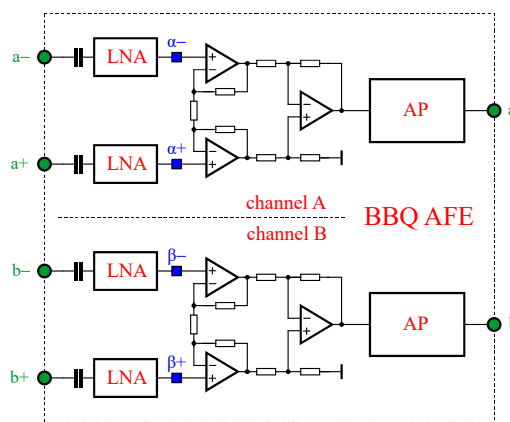 a− LNA α−
AP a
a+ LNA α+
channel A
channel B
BBQ AFE
b− LNA β−
AP
b+ LNA β+